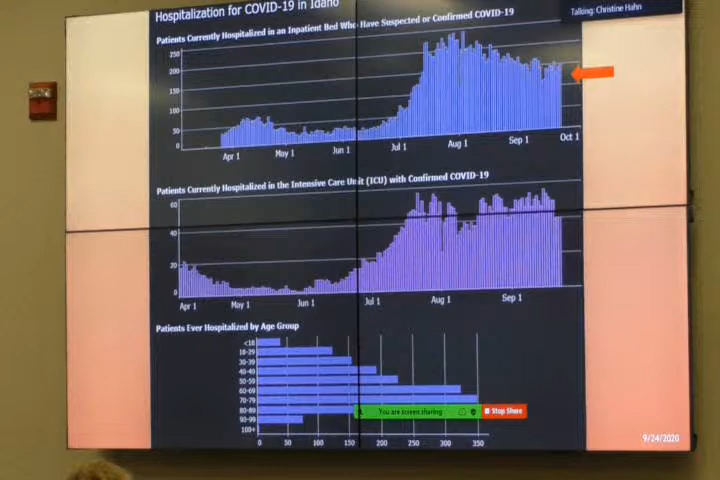 Hospitalization for COVID-19 in Idaho
Talking: Christine Hahn
Patients Currently Hospitalized in an Inpatient Bed Who Have Suspected or Confirmed COVID-19
250
200
150
100
50
0
Apr 1 May 1 Jun 1 Jul 1 Aug 1 Sep 1 Oct 1
Patients Currently Hospitalized in the Intensive Care Unit (ICU) with Confirmed COVID-19
60
40
20
0
Apr 1 May 1 Jun 1 Jul 1 Aug 1 Sep 1
Patients Ever Hospitalized by Age Group
<18
18-29
30-39
40-49
50-59
60-69
70-79
80-89
90-99
100+
You are screen sharing
Stop Share
0 50 100 150 200 250 300 350
9/24/2020